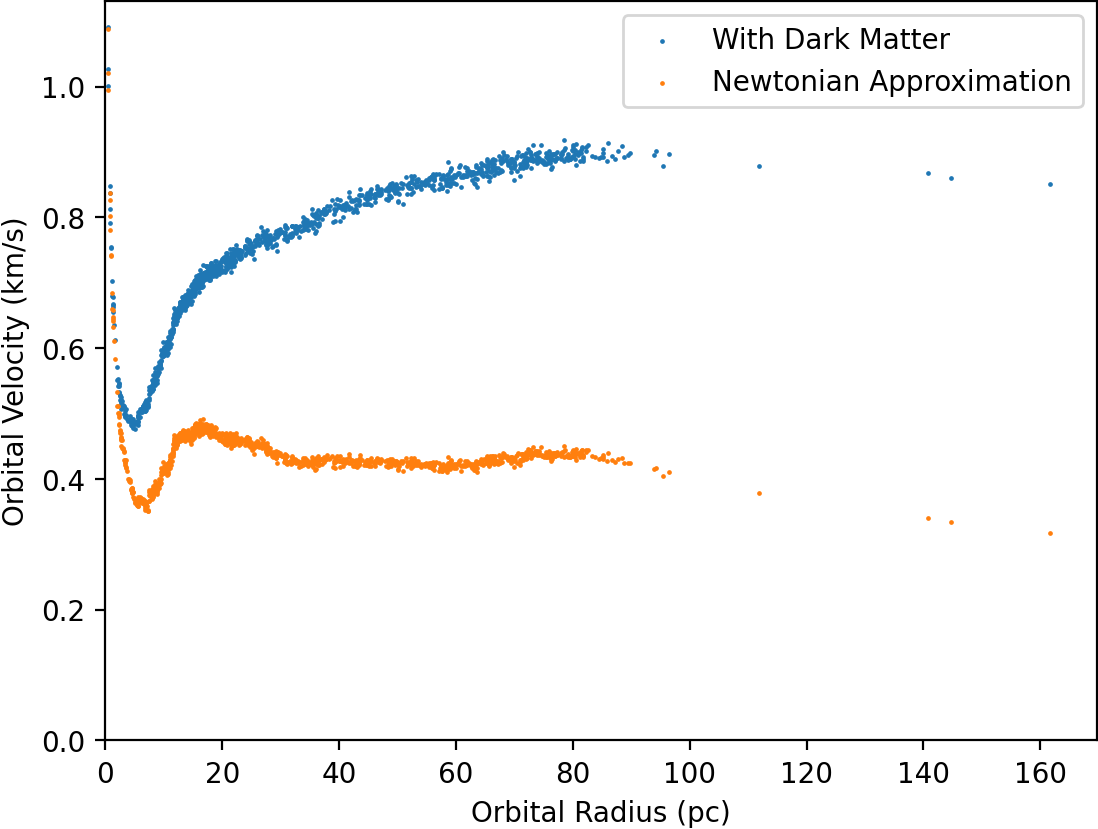 With Dark Matter
Newtonian Approximation
1.0
0.8
0.6
0.4
0.2
0.0
Orbital Velocity (km/s)
0 20 40 60 80 100 120 140 160
Orbital Radius (pc)